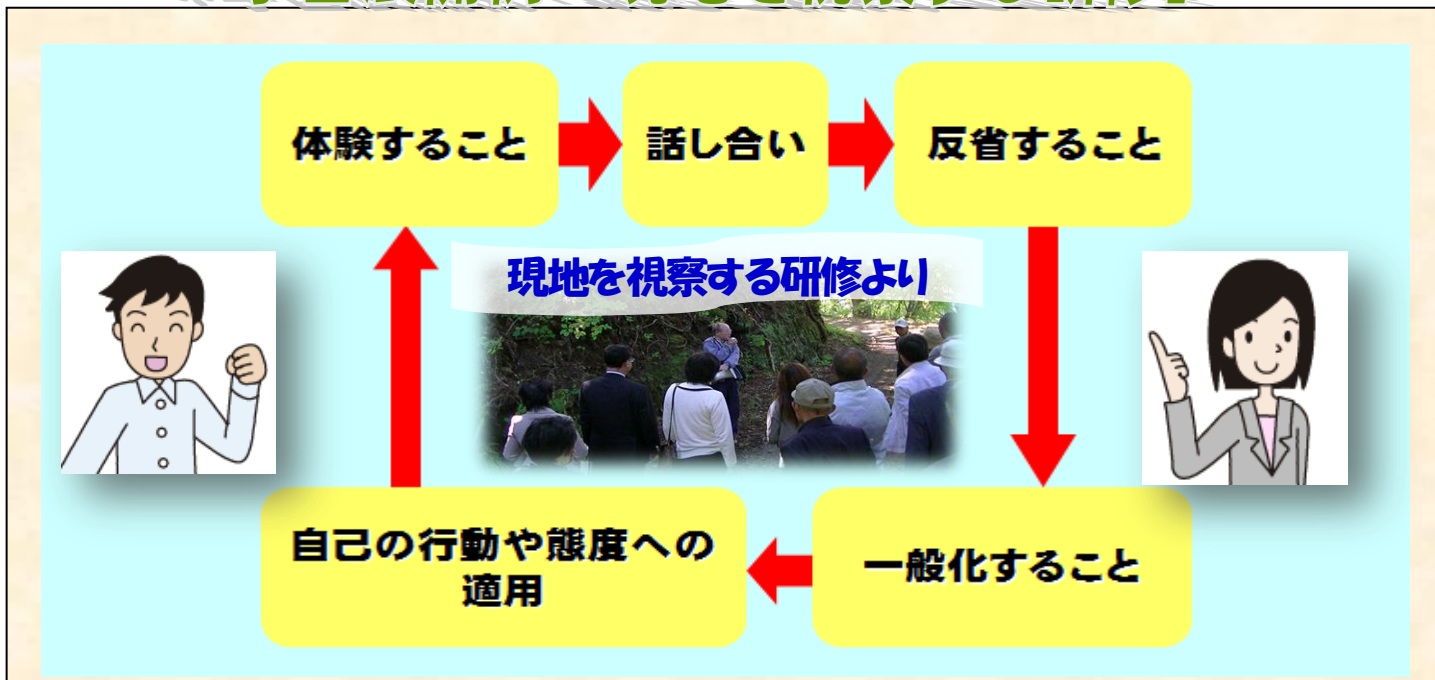 体験すること
話し合い
反省すること
現地を視察する研修より
自己の行動や態度への
適用
一般化すること